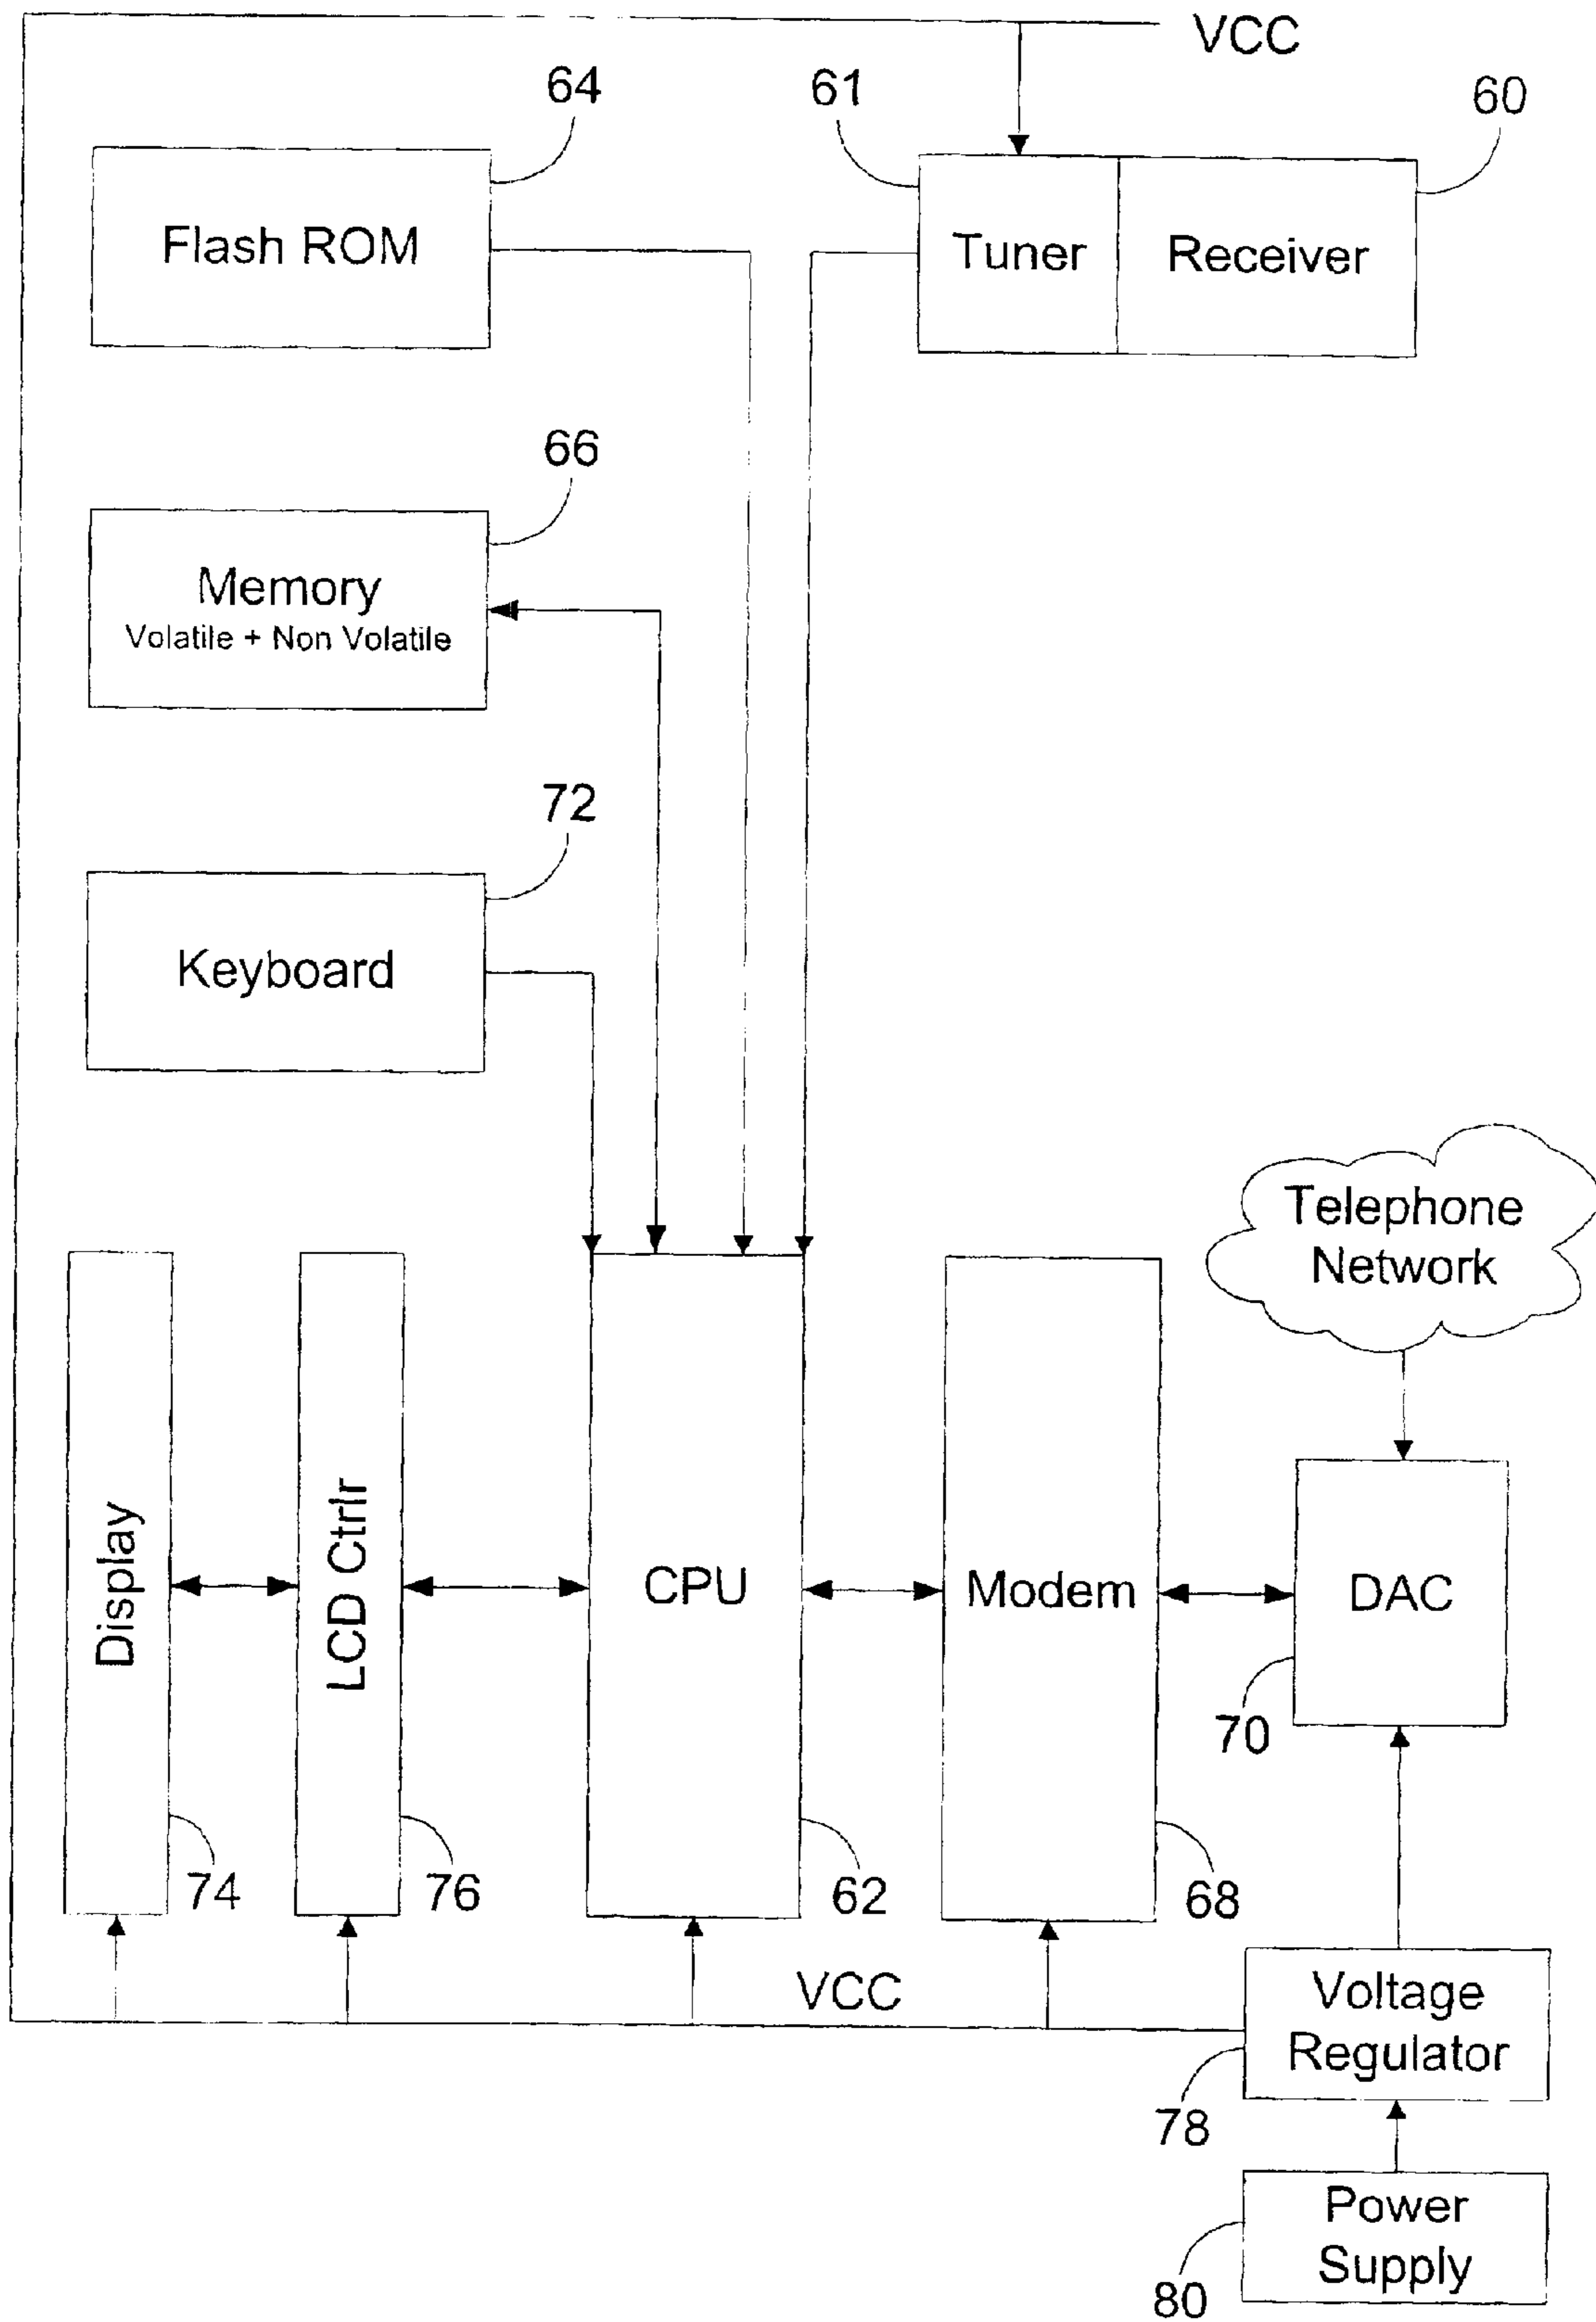 VCC
64
61
60
Flash ROM
Tuner
Receiver
66
Memory
Volatile + Non Volatile
72
Keyboard
Telephone
Network
Display
LCD Ctrlr
CPU
Modem
DAC
70
74
76
62
68
VCC
Voltage
Regulator
78
Power
Supply
80